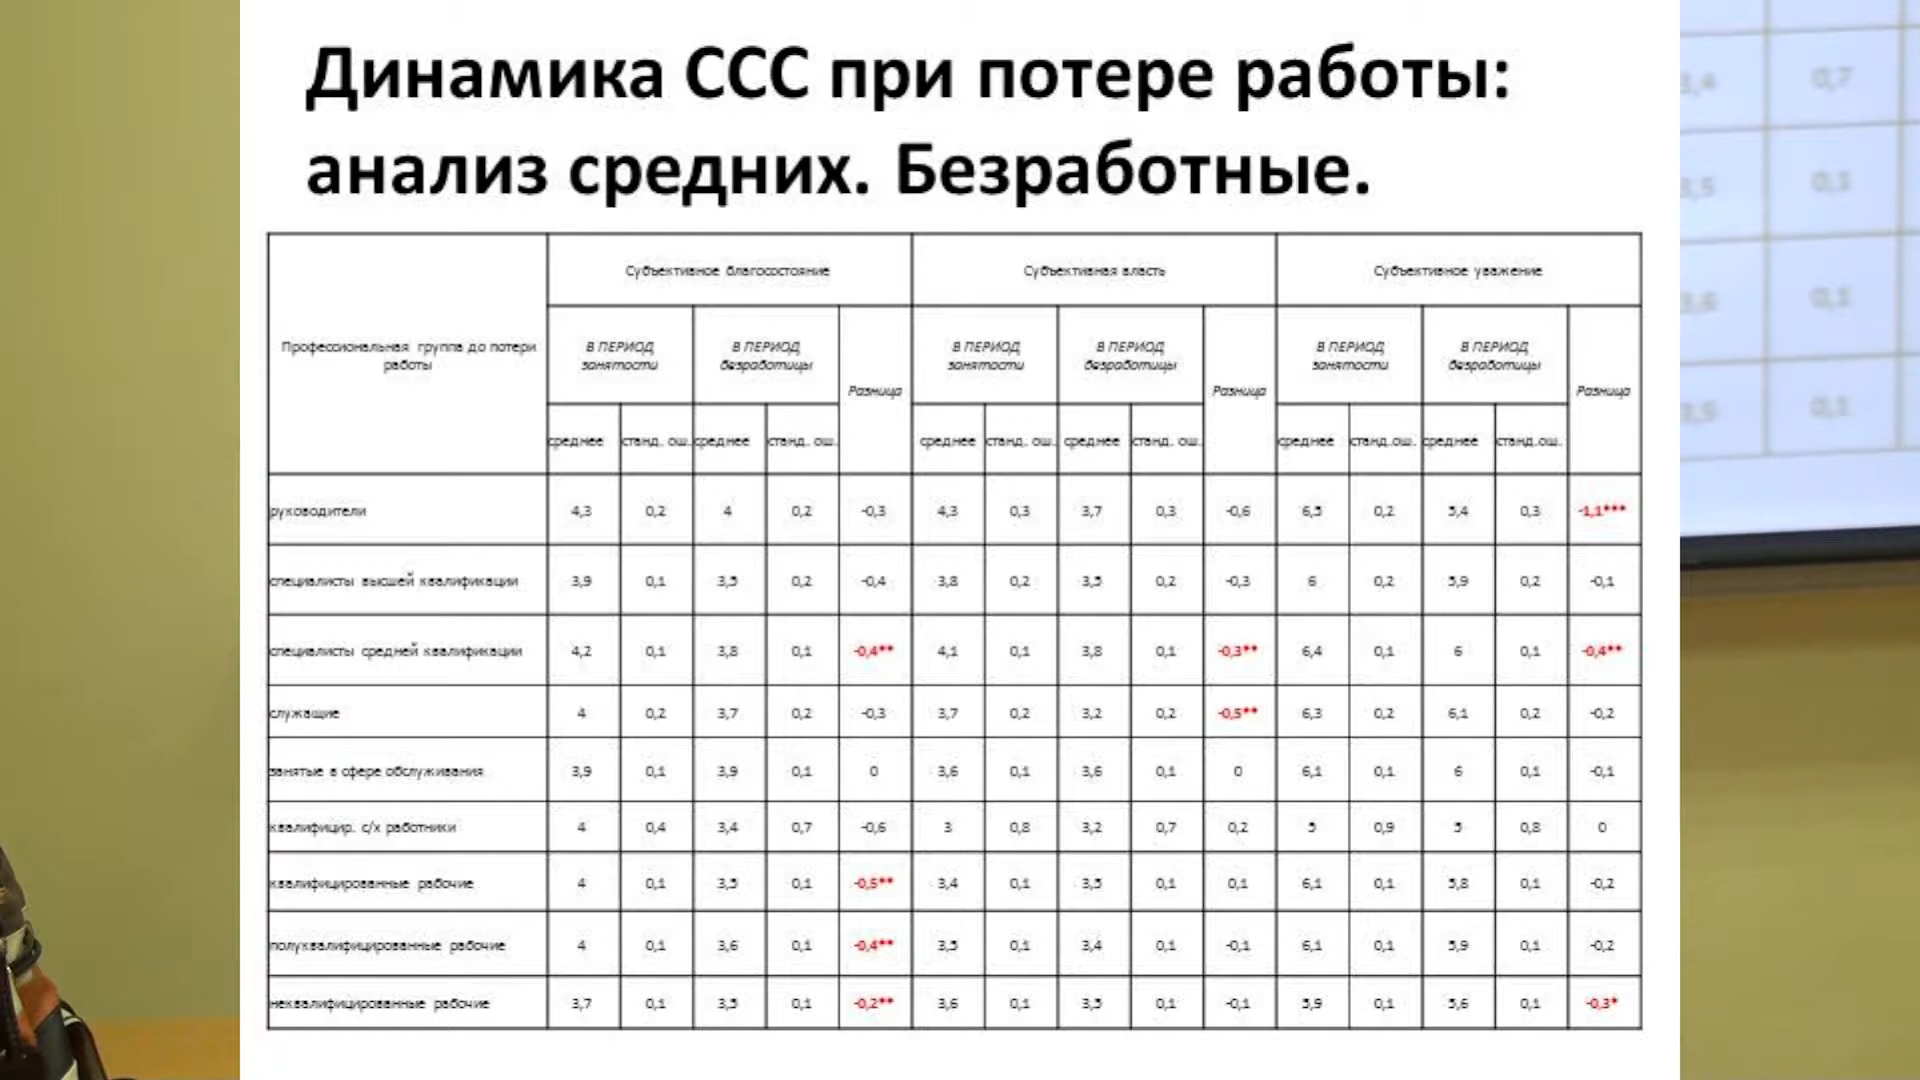 Динамика ССС при потере работы:
анализ средних. Безработные.
Профессиональная группа до потери работы
Субъективное благосостояние Субъективная власть Субъективное уважение
В ПЕРИОД занятости В ПЕРИОД безработицы Разница В ПЕРИОД занятости В ПЕРИОД безработицы Разница В ПЕРИОД занятости В ПЕРИОД безработицы Разница
среднее станд. ош. среднее станд. ош. среднее станд. ош. среднее станд. ош. среднее станд.ош. среднее станд.ош.
руководители 4,3 0,2 4 0,2 -0,3 4,3 0,3 3,7 0,3 -0,6 6,5 0,2 5,4 0,3 -1,1***
специалисты высшей квалификации 3,9 0,1 3,5 0,2 -0,4 3,8 0,2 3,5 0,2 -0,3 6 0,2 5,9 0,2 -0,1
специалисты средней квалификации 4,2 0,1 3,8 0,1 -0,4** 4,1 0,1 3,8 0,1 -0,3** 6,4 0,1 6 0,1 -0,4**
служащие 4 0,2 3,7 0,2 -0,3 3,7 0,2 3,2 0,2 -0,5** 6,3 0,2 6,1 0,2 -0,2
занятые в сфере обслуживания 3,9 0,1 3,9 0,1 0 3,6 0,1 3,6 0,1 0 6,1 0,1 6 0,1 -0,1
квалифицир. с/х работники 4 0,4 3,4 0,7 -0,6 3 0,8 3,2 0,7 0,2 5 0,9 5 0,8 0
квалифицированные рабочие 4 0,1 3,5 0,1 -0,5** 3,4 0,1 3,5 0,1 0,1 6,1 0,1 5,8 0,1 -0,2
полуквалифицированные рабочие 4 0,1 3,6 0,1 -0,4** 3,5 0,1 3,4 0,1 -0,1 6,1 0,1 5,9 0,1 -0,2
неквалифицированные рабочие 3,7 0,1 3,5 0,1 -0,2** 3,6 0,1 3,5 0,1 -0,1 5,9 0,1 5,6 0,1 -0,3*
0,7
0,1
0,1
0,1